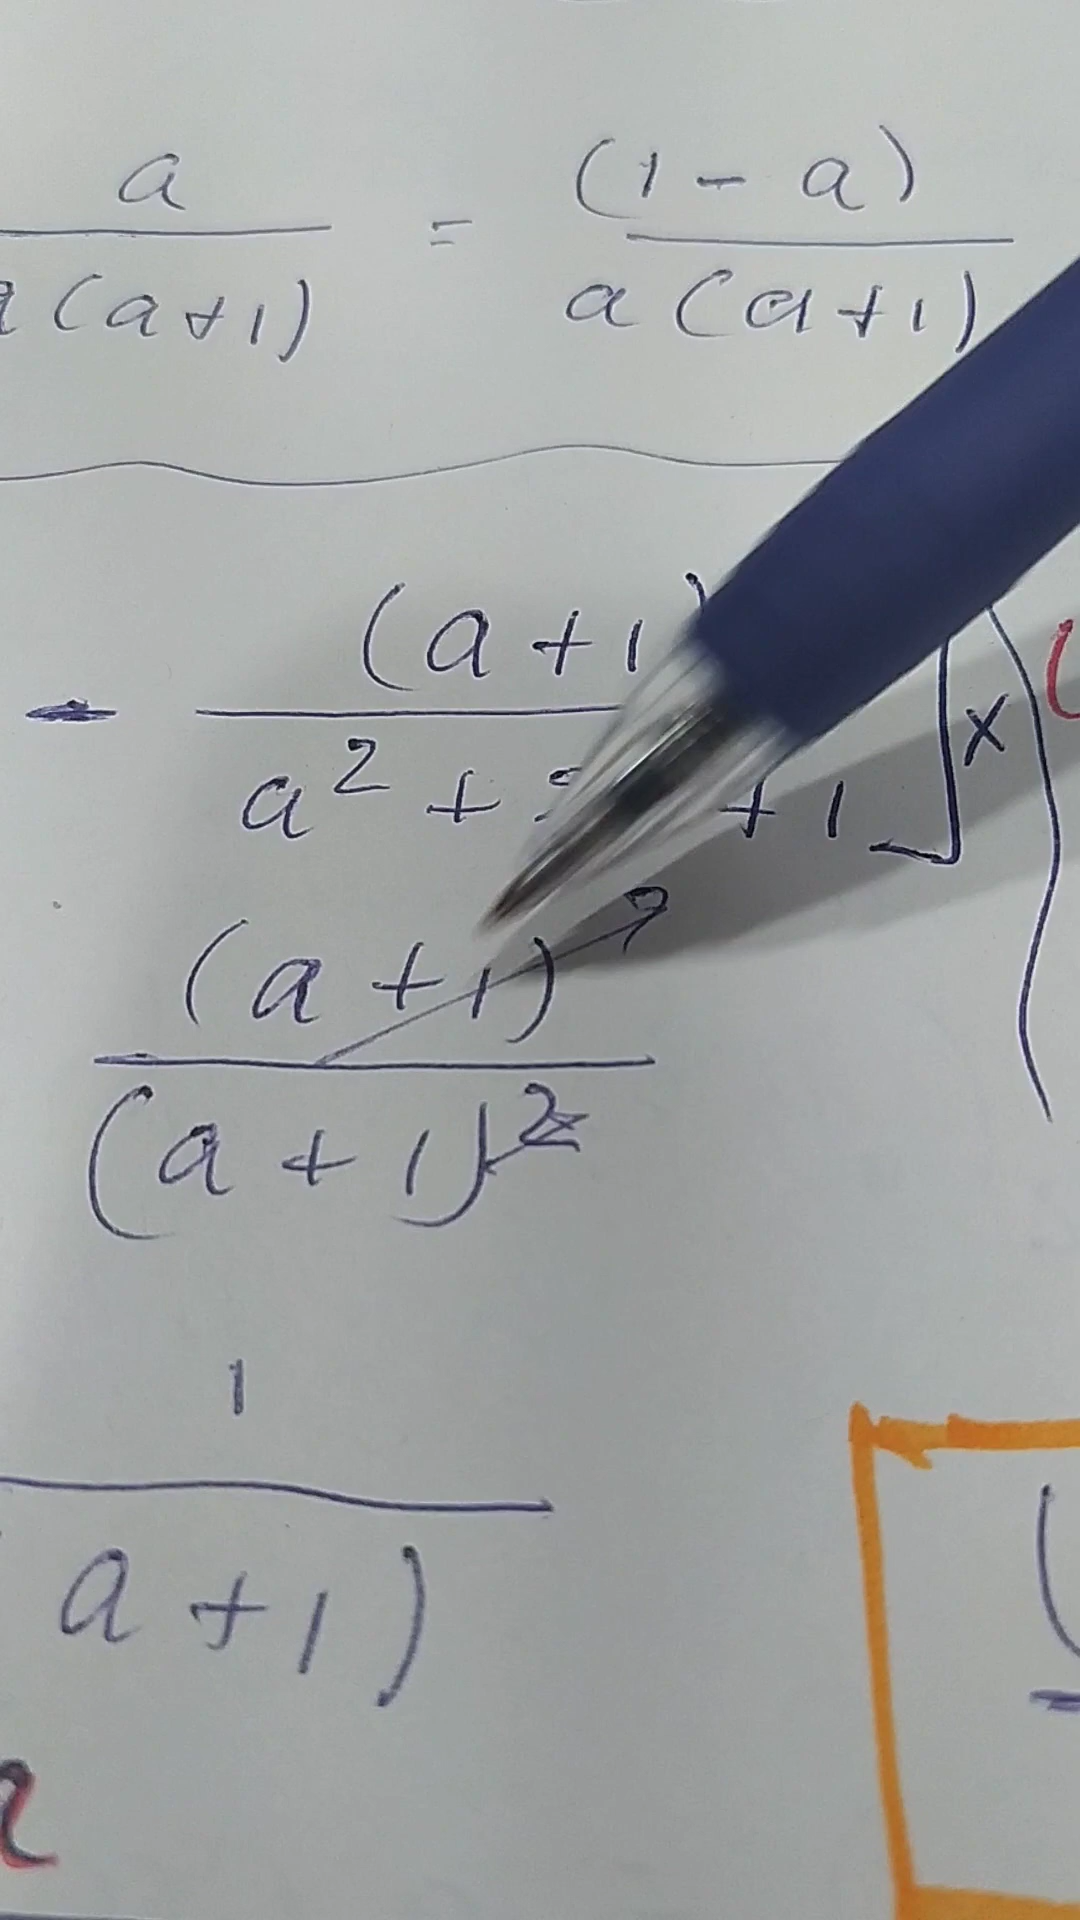 a (1 - a)
= 
a (a+1) a (a+1)
- (a+1
a² + + 1 ] x (
(a+1)
(a+1)²
1
a+1)